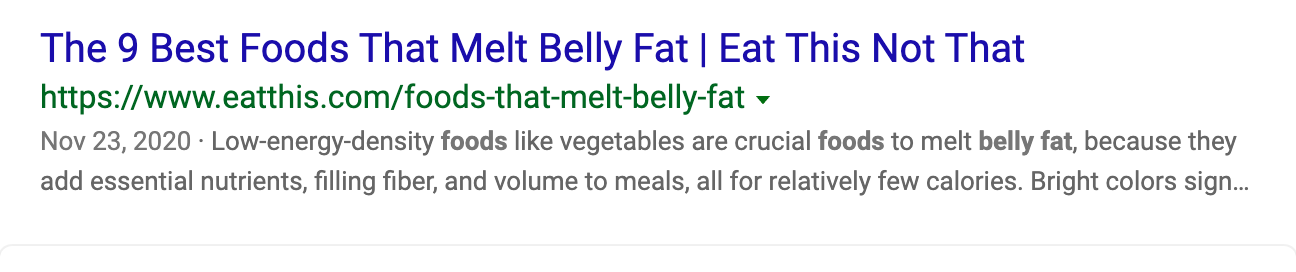 The 9 Best Foods That Melt Belly Fat | Eat This Not That
https://www.eatthis.com/foods-that-melt-belly-fat
Nov 23, 2020 · Low-energy-density foods like vegetables are crucial foods to melt belly fat, because they
add essential nutrients, filling fiber, and volume to meals, all for relatively few calories. Bright colors sign…